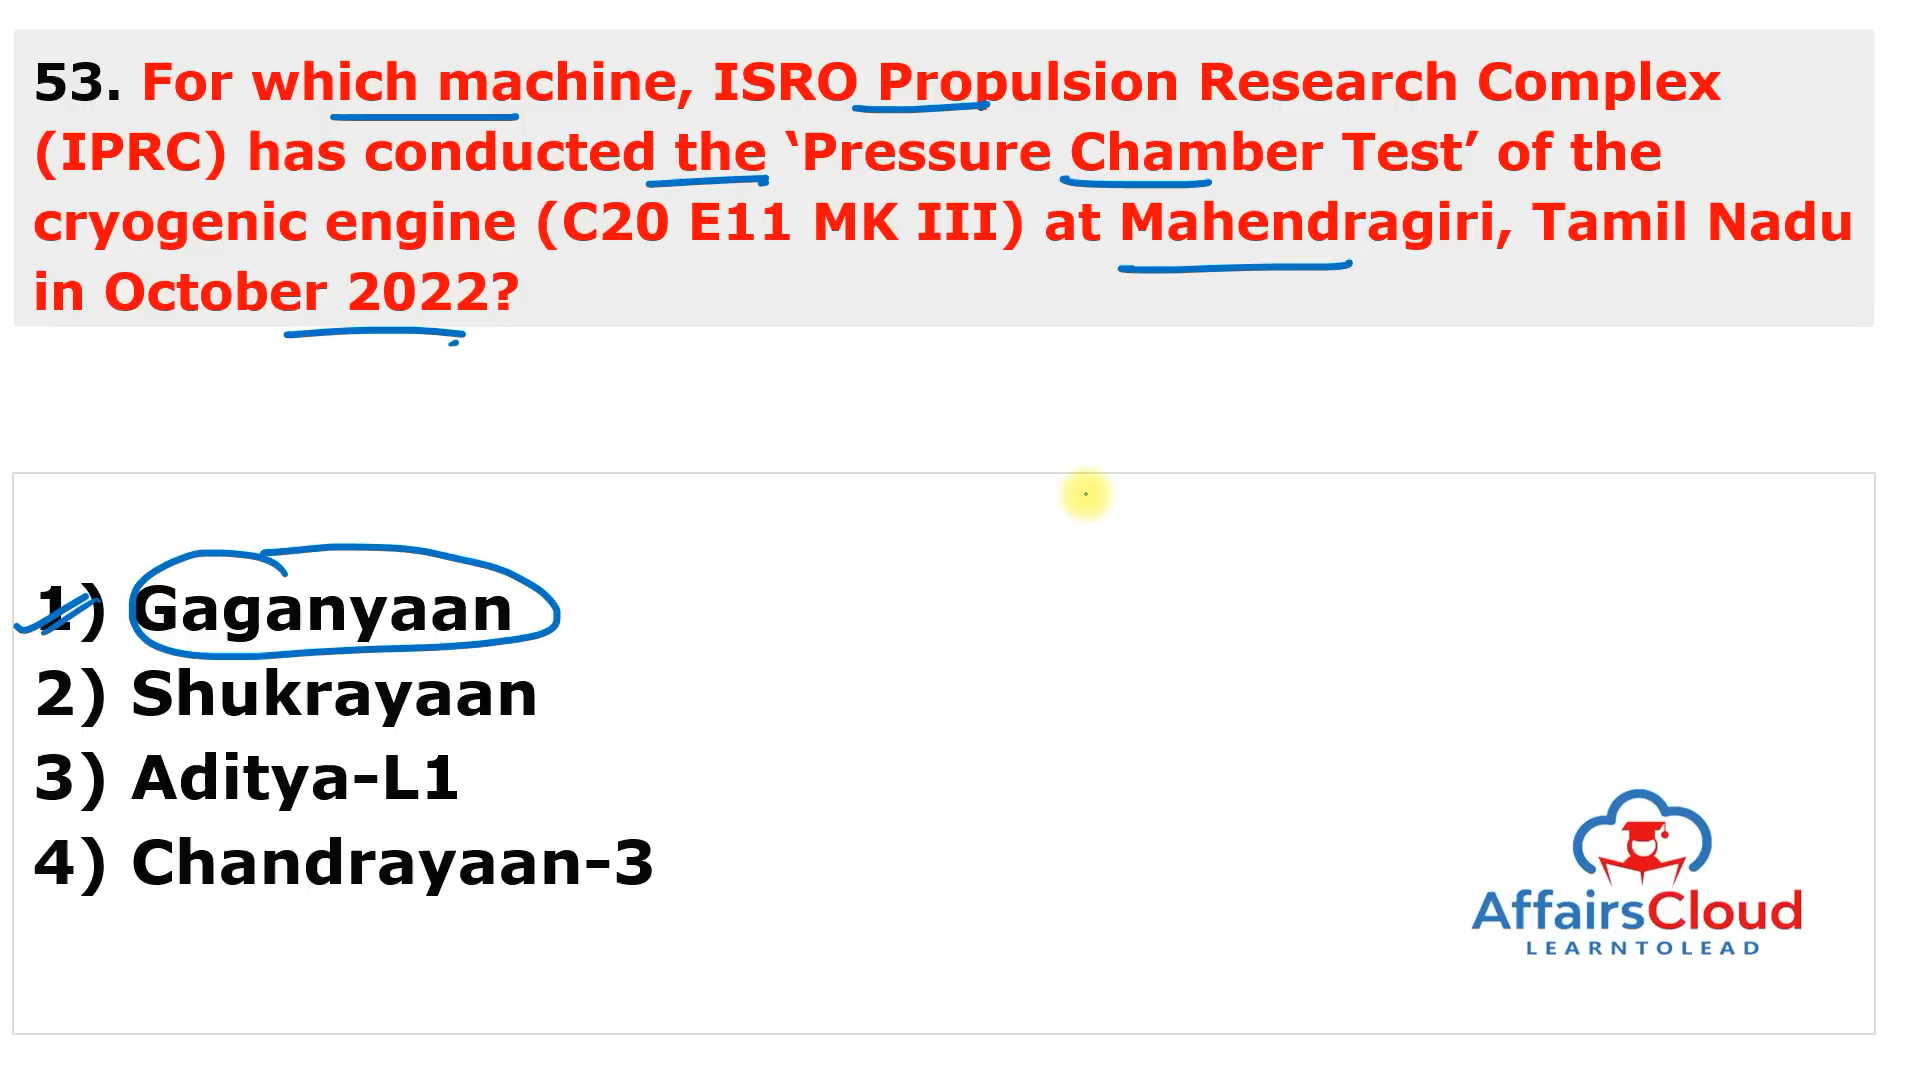 53. For which machine, ISRO Propulsion Research Complex
(IPRC) has conducted the ‘Pressure Chamber Test’ of the
cryogenic engine (C20 E11 MK III) at Mahendragiri, Tamil Nadu
in October 2022?
1) Gaganyaan
2) Shukrayaan
3) Aditya-L1
4) Chandrayaan-3
AffairsCloud
LEARNTOLEAD